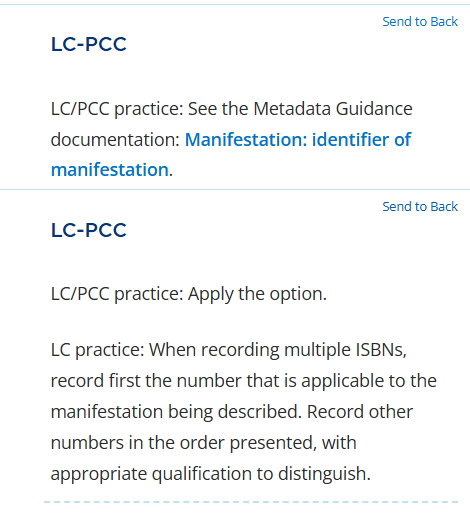 Send to Back
LC-PCC
LC/PCC practice: See the Metadata Guidance
documentation: Manifestation: identifier of
manifestation.
Send to Back
LC-PCC
LC/PCC practice: Apply the option.
LC practice: When recording multiple ISBNs,
record first the number that is applicable to the
manifestation being described. Record other
numbers in the order presented, with
appropriate qualification to distinguish.